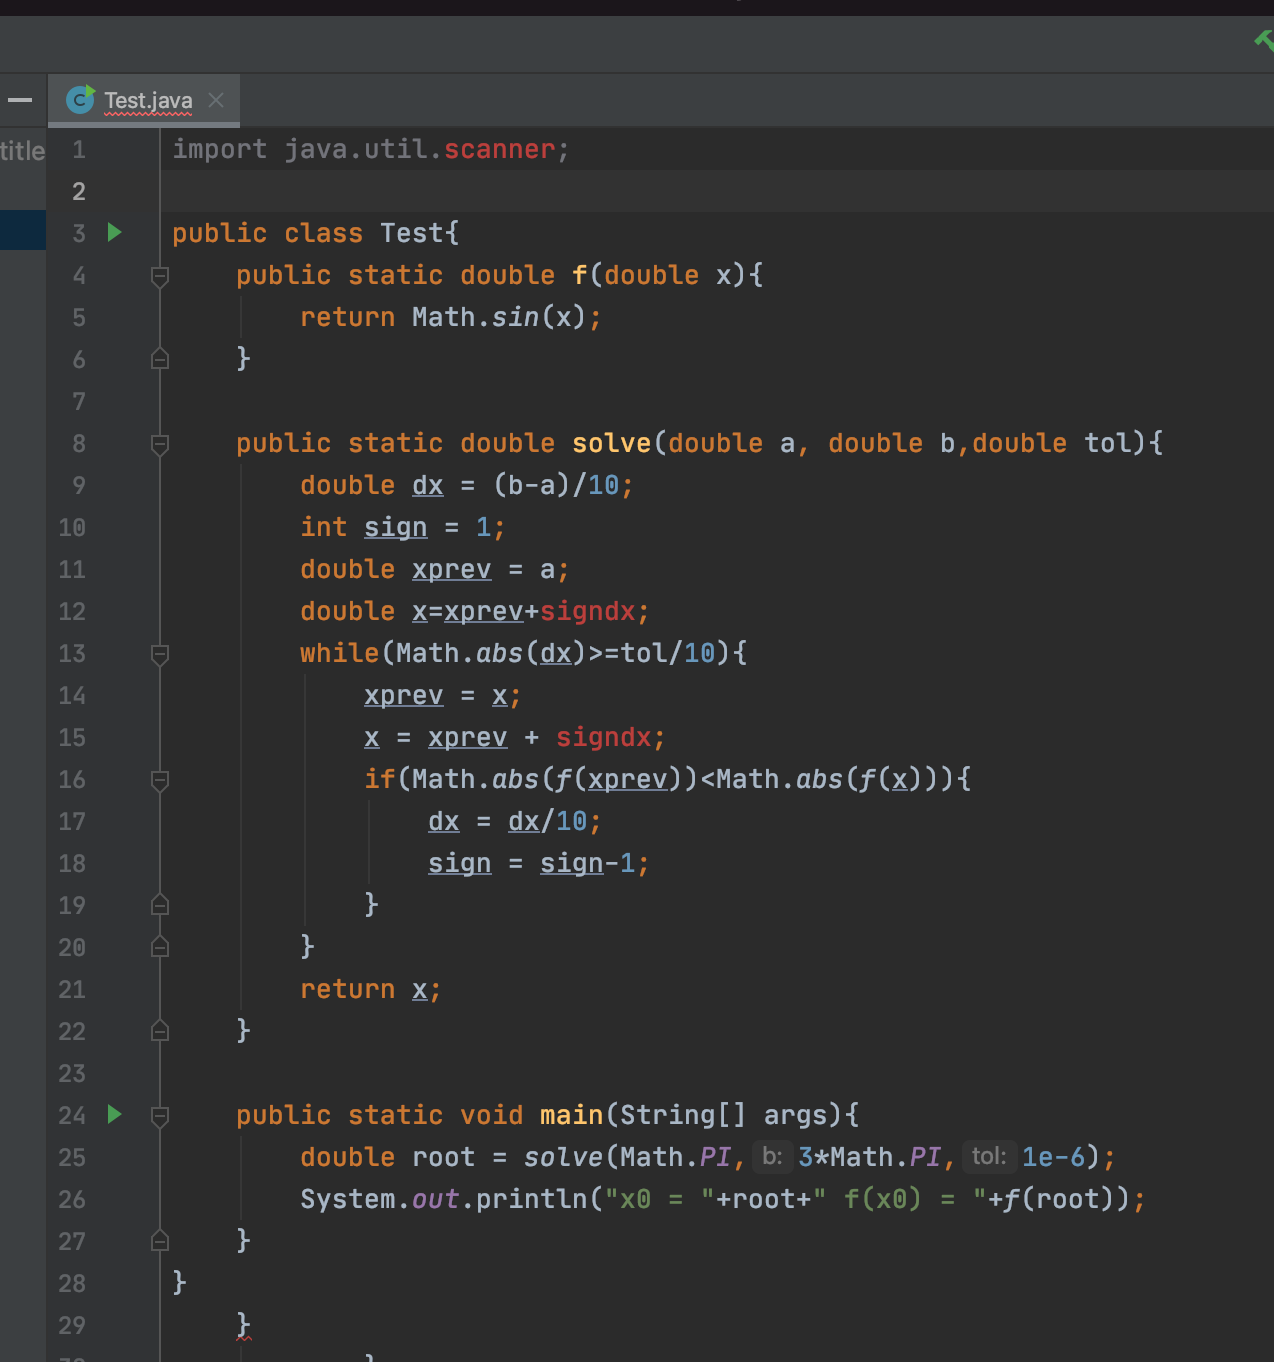 Test.java
title
1 import java.util.scanner;
2
3 public class Test{
4 public static double f(double x){
5 return Math.sin(x);
6 }
7
8 public static double solve(double a, double b,double tol){
9 double dx = (b-a)/10;
10 int sign = 1;
11 double xprev = a;
12 double x=xprev+signdx;
13 while(Math.abs(dx)>=tol/10){
14 xprev = x;
15 x = xprev + signdx;
16 if(Math.abs(f(xprev))<Math.abs(f(x))){
17 dx = dx/10;
18 sign = sign-1;
19 }
20 }
21 return x;
22 }
23
24 public static void main(String[] args){
25 double root = solve(Math.PI, b: 3*Math.PI, tol: 1e-6);
26 System.out.println("x0 = "+root+" f(x0) = "+f(root));
27 }
28 }
29 }